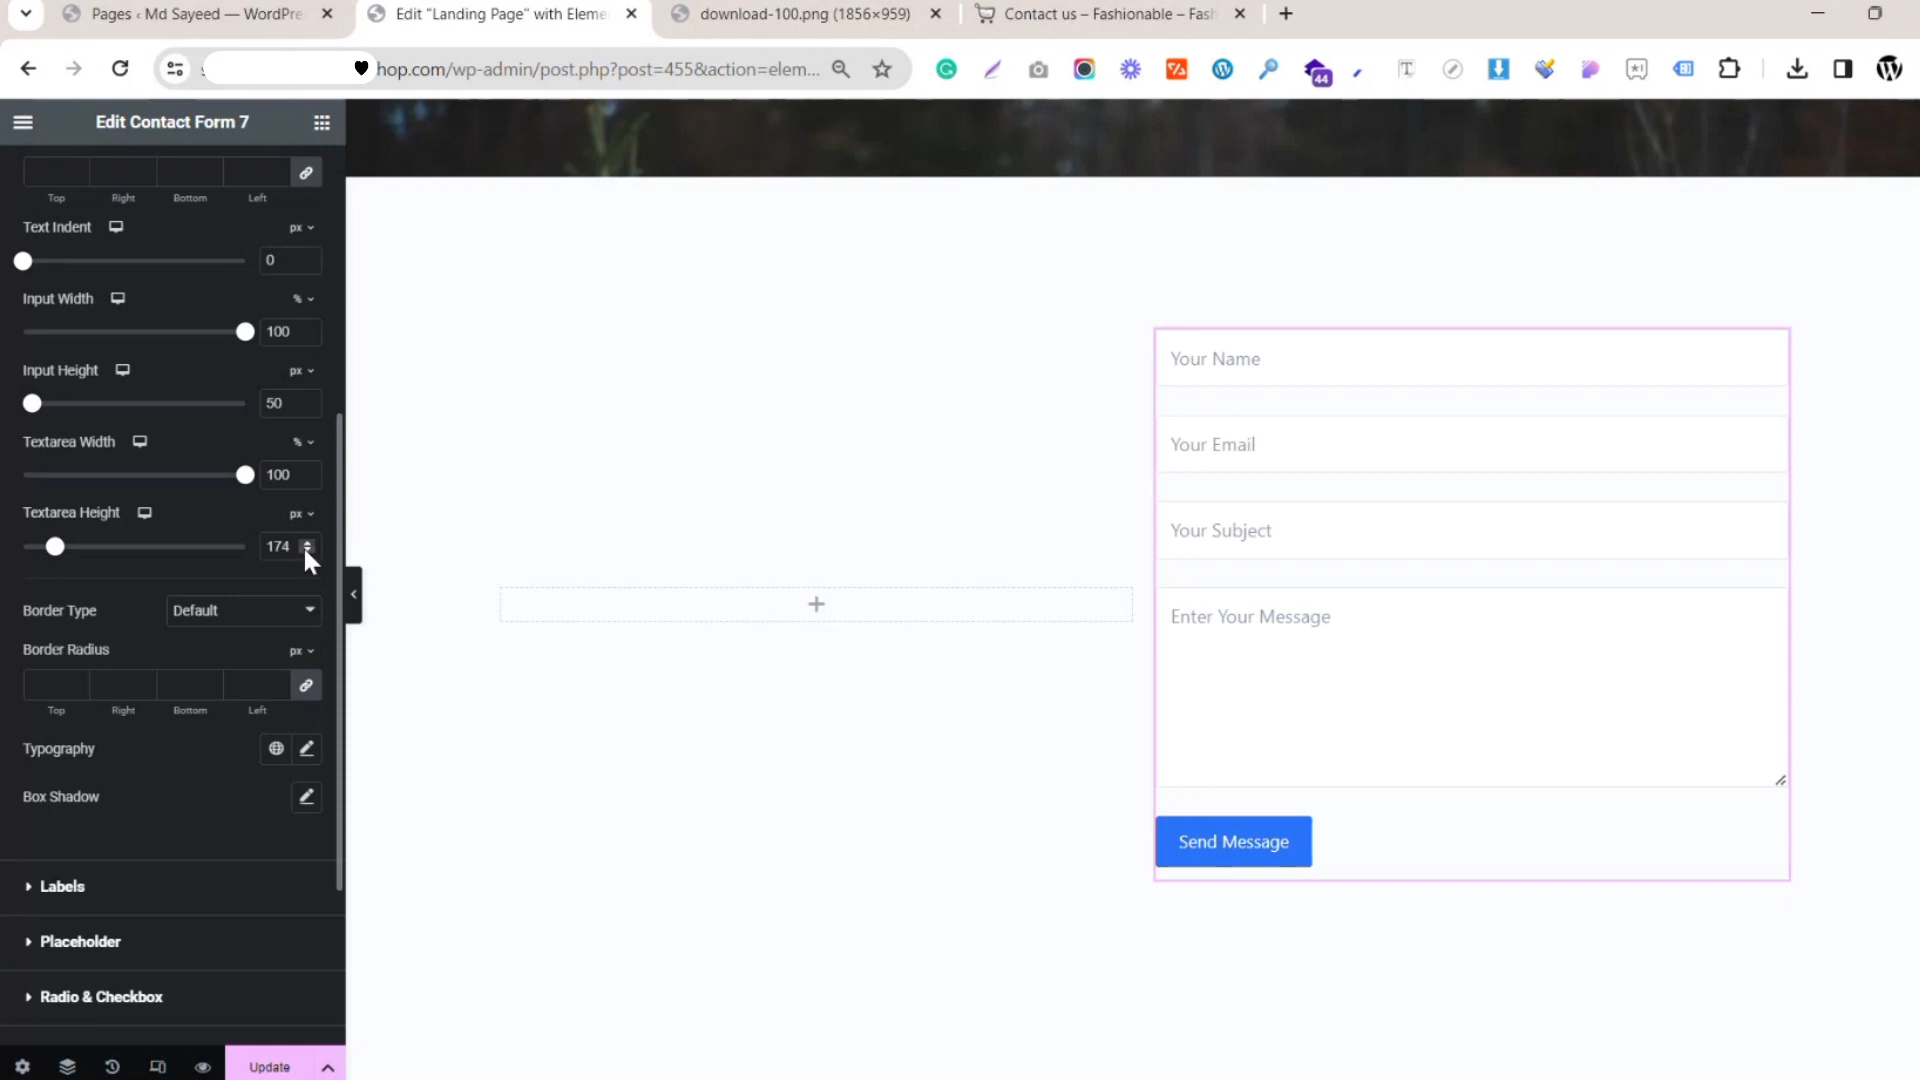 Pages ‹ Md Sayeed — WordPre
Edit "Landing Page" with Eleme
download-100.png (1856×959)
Contact us – Fashionable – Fash
hop.com/wp-admin/post.php?post=455&action=elem...
44
Edit Contact Form 7
Top Right Bottom Left
Text Indent px
0
Input Width %
100
Input Height px
50
Textarea Width %
100
Textarea Height px
174
Border Type Default
Border Radius px
Top Right Bottom Left
Typography
Box Shadow
Labels
Placeholder
Radio & Checkbox
Update
Your Name
Your Email
Your Subject
Enter Your Message
Send Message